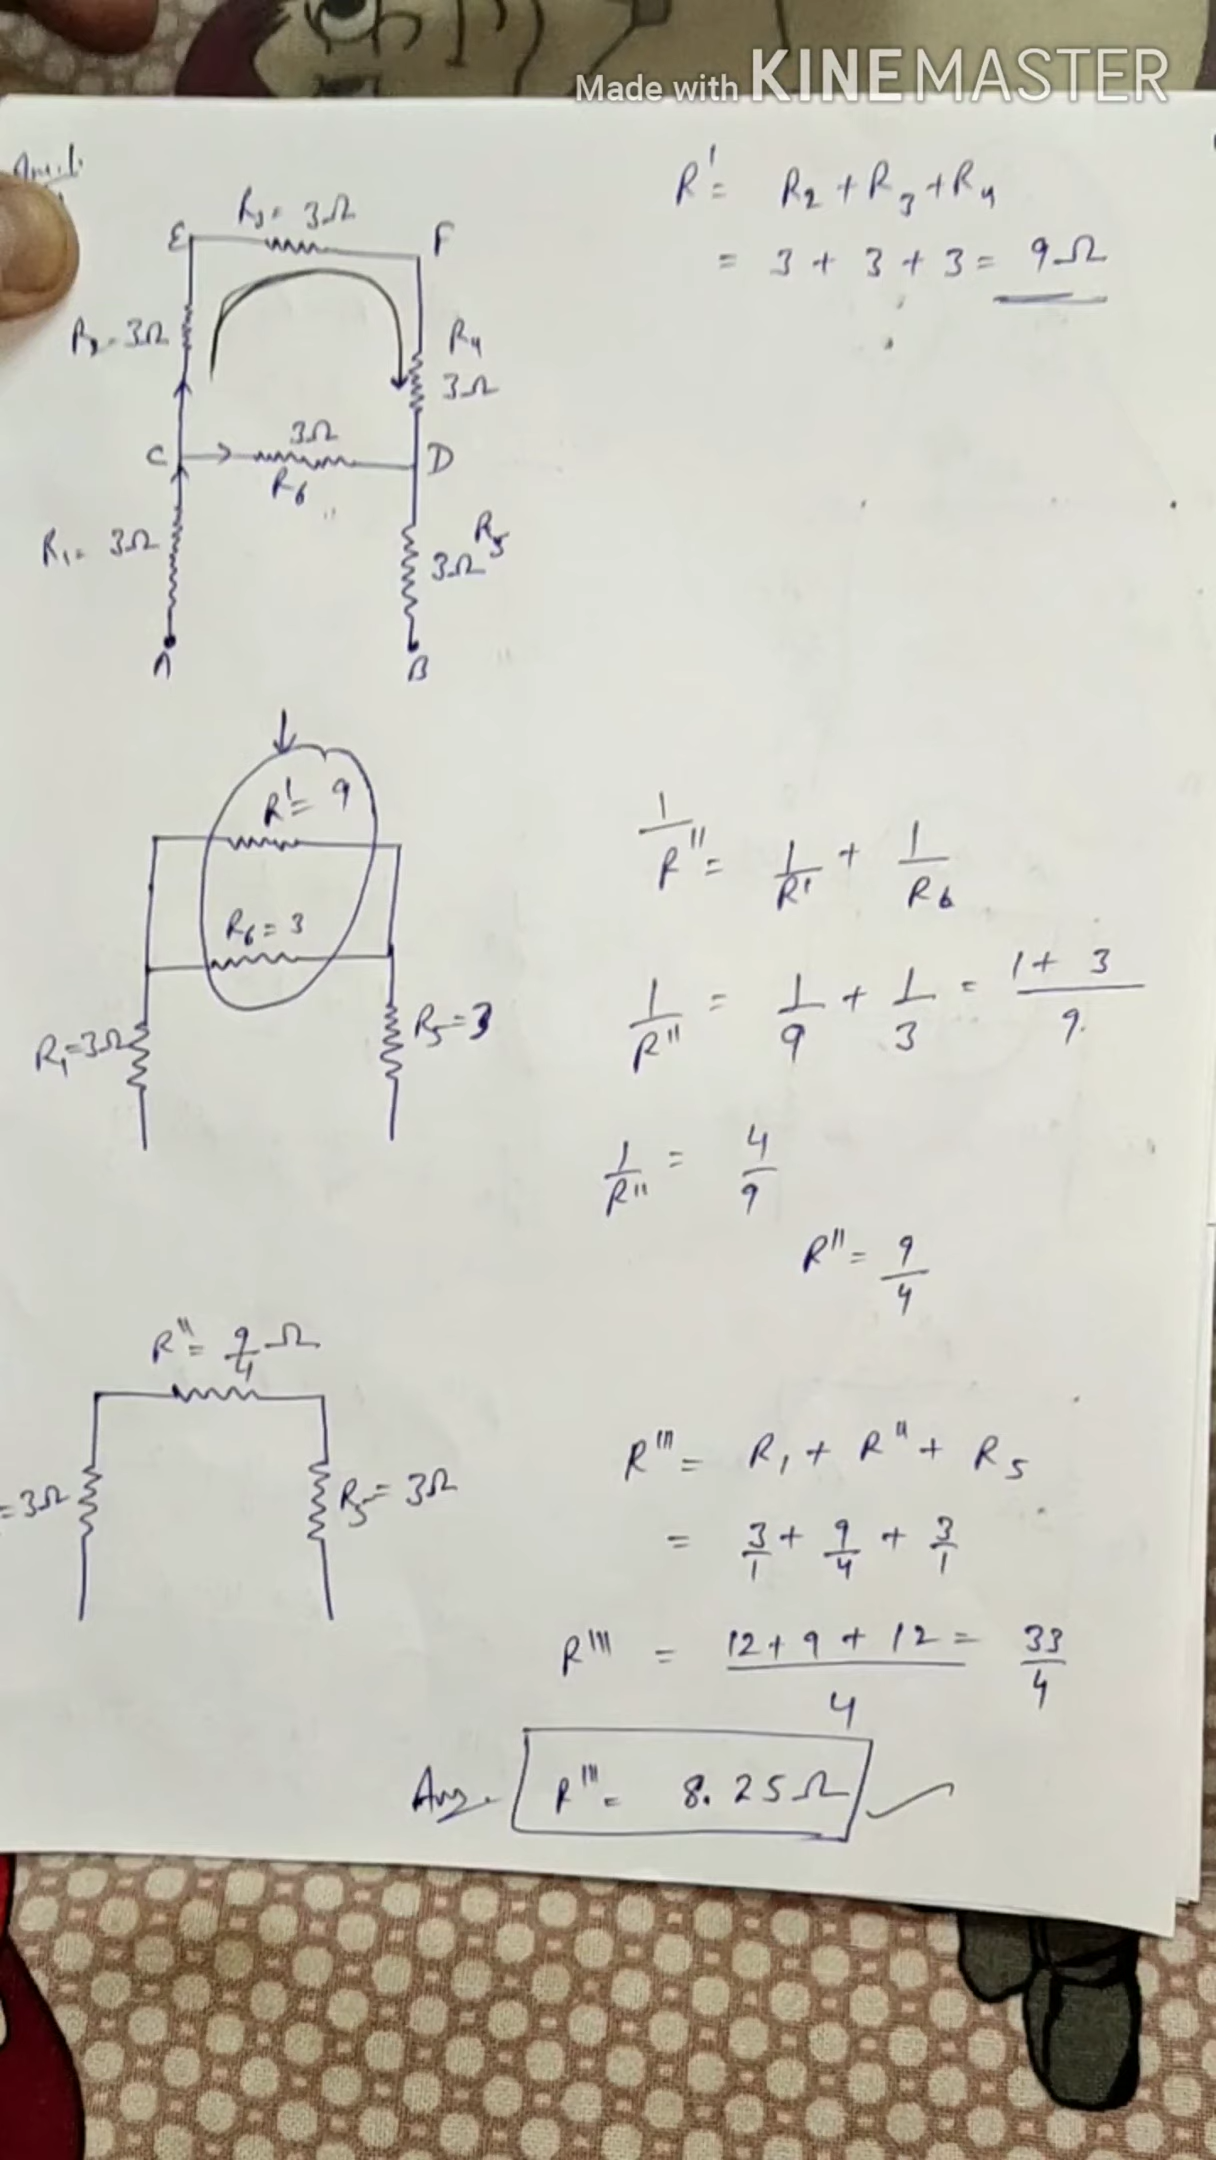 Made with KINEMASTER
R' = R2 + R3 + R4
= 3 + 3 + 3 = 9Ω
R3 = 3Ω
E
F
R2 = 3Ω
R4
3Ω
C
3Ω
D
R6
R1 = 3Ω
R5
3Ω
A
B
R' = 9
R6 = 3
R1 = 3Ω
R5 = 3
1/R'' = 1/R' + 1/R6
1/R'' = 1/9 + 1/3 = 1 + 3/9
1/R'' = 4/9
R'' = 9/4
R'' = 9/4 Ω
= 3Ω
R5 = 3Ω
R''' = R1 + R'' + R5
= 3/1 + 9/4 + 3/1
R''' = 12 + 9 + 12/4 = 33/4
Ans. R''' = 8.25Ω